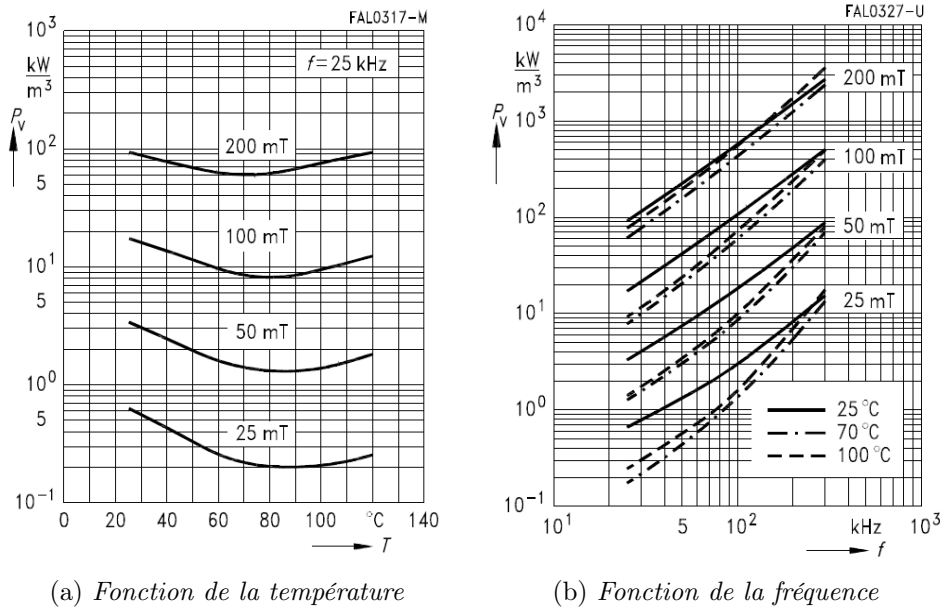 FAL0317-M
10³
kW
m³
P_V
f = 25 kHz
10²
5
10¹
5
10⁰
5
10⁻¹
200 mT
100 mT
50 mT
25 mT
0 20 40 60 80 100 °C 140
T
(a) Fonction de la température
FAL0327-U
10⁴
kW
m³
P_V
10³
10²
10¹
10⁰
10⁻¹
200 mT
100 mT
50 mT
25 mT
25 °C
70 °C
100 °C
10¹ 5 10² kHz 10³
f
(b) Fonction de la fréquence